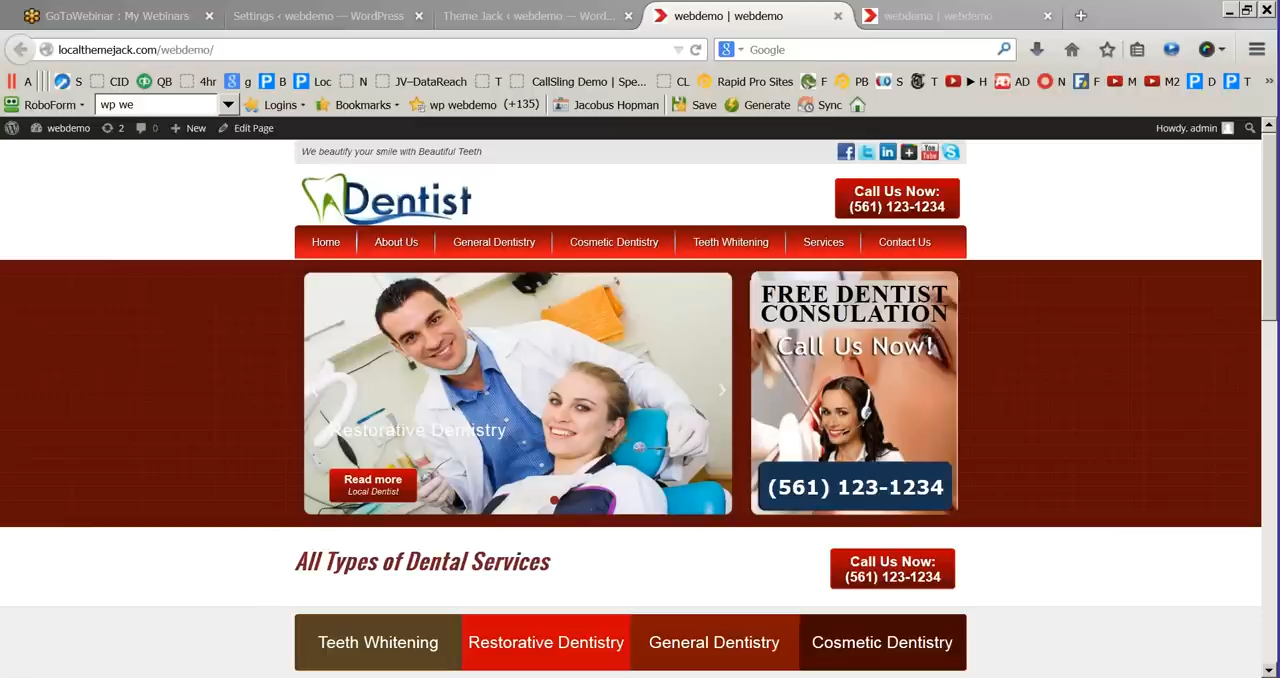 GoToWebinar : My Webinars
Settings ‹ webdemo — WordPress
Theme Jack ‹ webdemo — Word...
webdemo | webdemo
webdemo | webdemo
localthemejack.com/webdemo/
Google
A
S
CID
QB
4hr
g
B
Loc
N
JV--DataReach
T
CallSling Demo | Spe...
CL
Rapid Pro Sites
F
PB
S
T
H
AD
N
F
M
M2
D
T
RoboForm
wp we
Logins
Bookmarks
wp webdemo (+135)
Jacobus Hopman
Save
Generate
Sync
webdemo
2
0
New
Edit Page
Howdy, admin
We beautify your smile with Beautiful Teeth
You Tube
Dentist
Call Us Now:
(561) 123-1234
Home
About Us
General Dentistry
Cosmetic Dentistry
Teeth Whitening
Services
Contact Us
Restorative Dentistry
Read more
Local Dentist
FREE DENTIST
CONSULATION
Call Us Now!
(561) 123-1234
All Types of Dental Services
Call Us Now:
(561) 123-1234
Teeth Whitening
Restorative Dentistry
General Dentistry
Cosmetic Dentistry